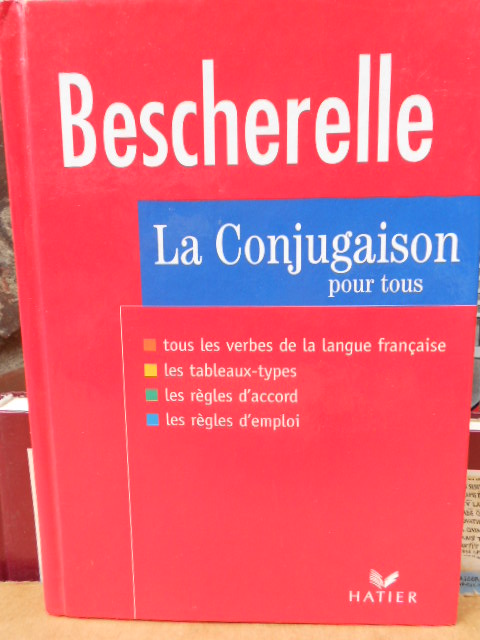 Bescherelle
La Conjugaison
pour tous
tous les verbes de la langue française
les tableaux-types
les règles d'accord
les règles d'emploi
HATIER